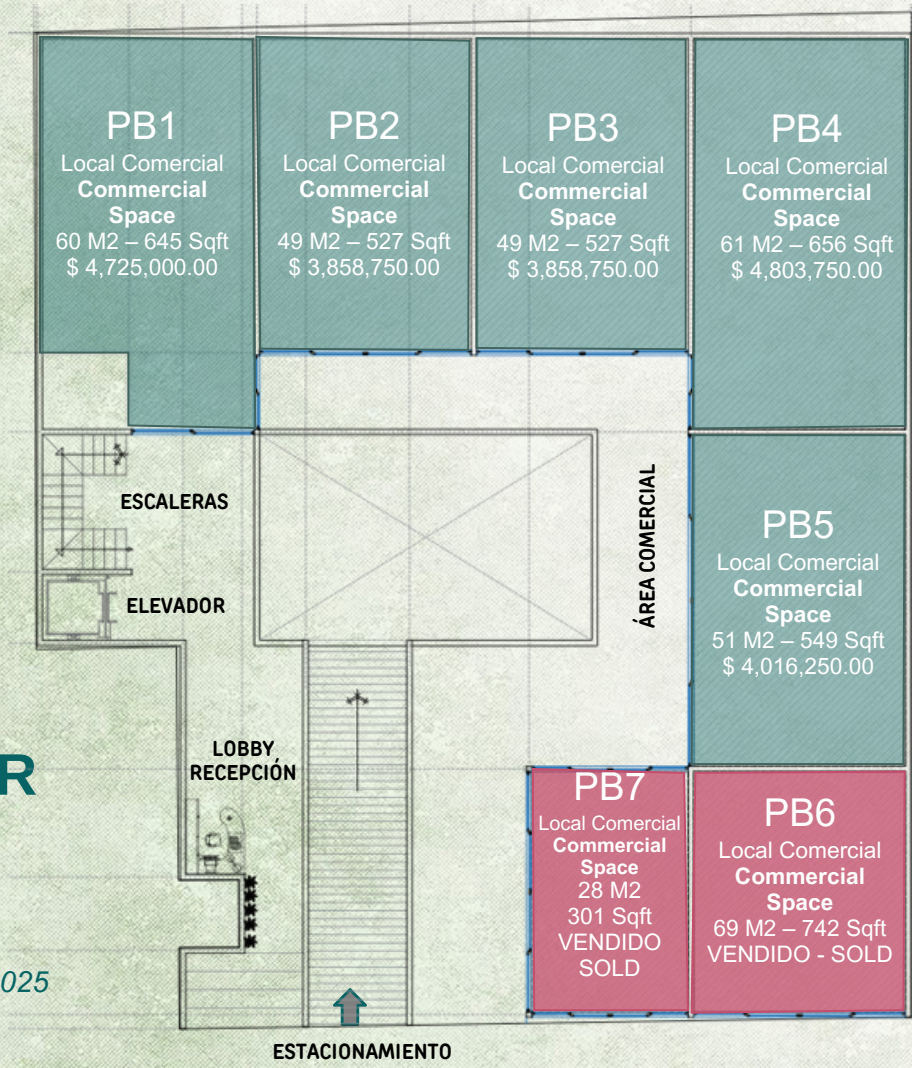 PB1
Local Comercial
Commercial
Space
60 M2 – 645 Sqft
$ 4,725,000.00
PB2
Local Comercial
Commercial
Space
49 M2 – 527 Sqft
$ 3,858,750.00
PB3
Local Comercial
Commercial
Space
49 M2 – 527 Sqft
$ 3,858,750.00
PB4
Local Comercial
Commercial
Space
61 M2 – 656 Sqft
$ 4,803,750.00
ESCALERAS
ELEVADOR
ÁREA COMERCIAL
PB5
Local Comercial
Commercial
Space
51 M2 – 549 Sqft
$ 4,016,250.00
R
LOBBY
RECEPCIÓN
PB7
Local Comercial
Commercial
Space
28 M2
301 Sqft
VENDIDO
SOLD
PB6
Local Comercial
Commercial
Space
69 M2 – 742 Sqft
VENDIDO - SOLD
025
ESTACIONAMIENTO